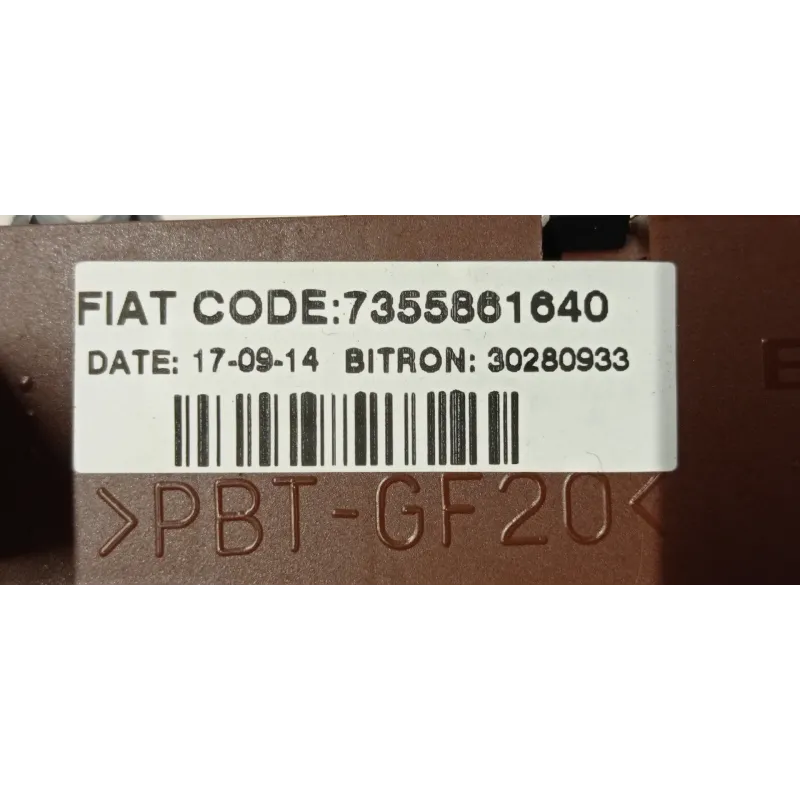 FIAT CODE:7355861640
DATE: 17-09-14 BITRON: 30280933
>PBT-GF20<